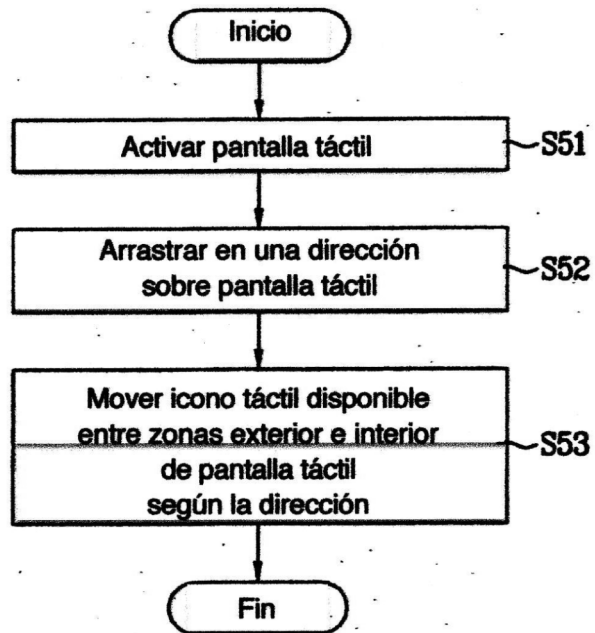 Inicio
Activar pantalla táctil
S51
Arrastrar en una dirección
sobre pantalla táctil
S52
Mover icono táctil disponible
entre zonas exterior e interior
de pantalla táctil
según la dirección
S53
Fin